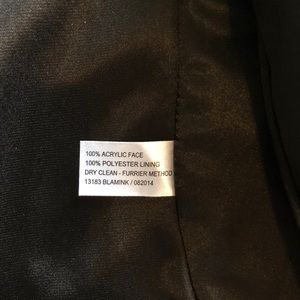 100% ACRYLIC FACE
100% POLYESTER LINING
DRY CLEAN - FURRIER METHOD
13183 BLAMINK / 082014